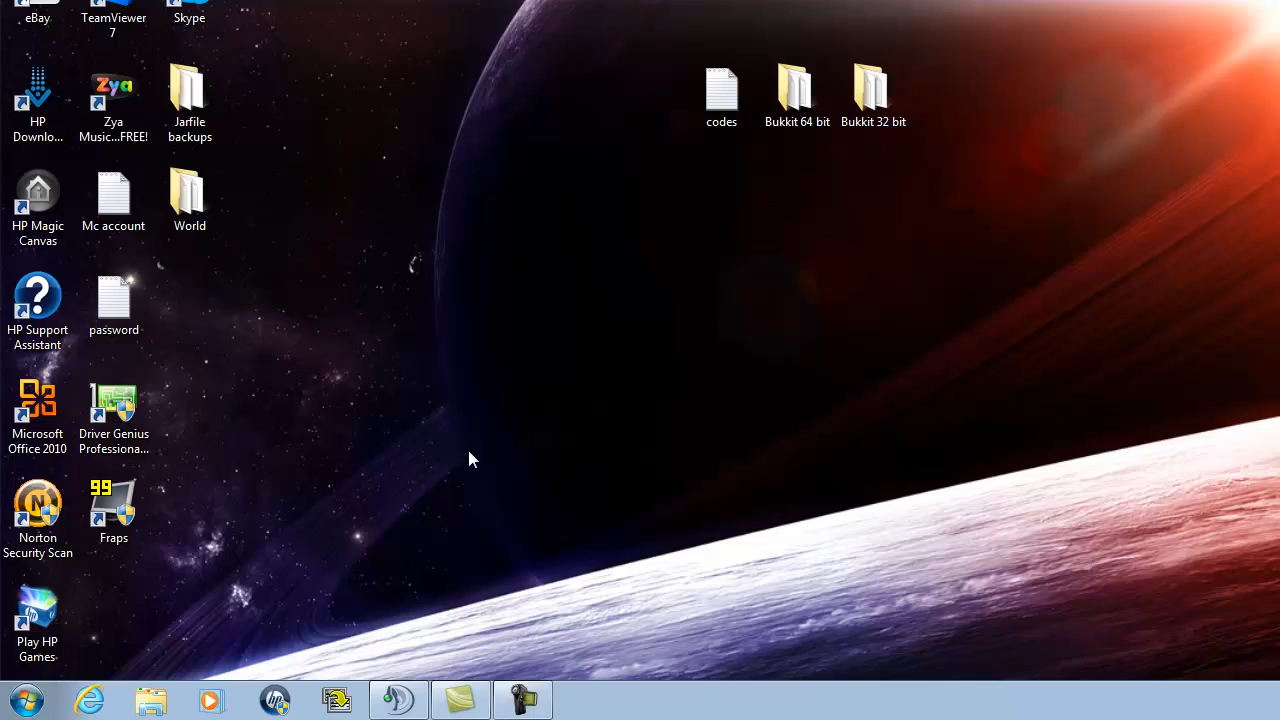 eBay
TeamViewer
7
Skype
HP
Downlo...
Zya
Zya
Music...FREE!
Jarfile
backups
codes
Bukkit 64 bit
Bukkit 32 bit
HP Magic
Canvas
Mc account
World
HP Support
Assistant
password
Microsoft
Office 2010
Driver Genius
Professiona...
99
Norton
Security Scan
Fraps
Play HP
Games
hp